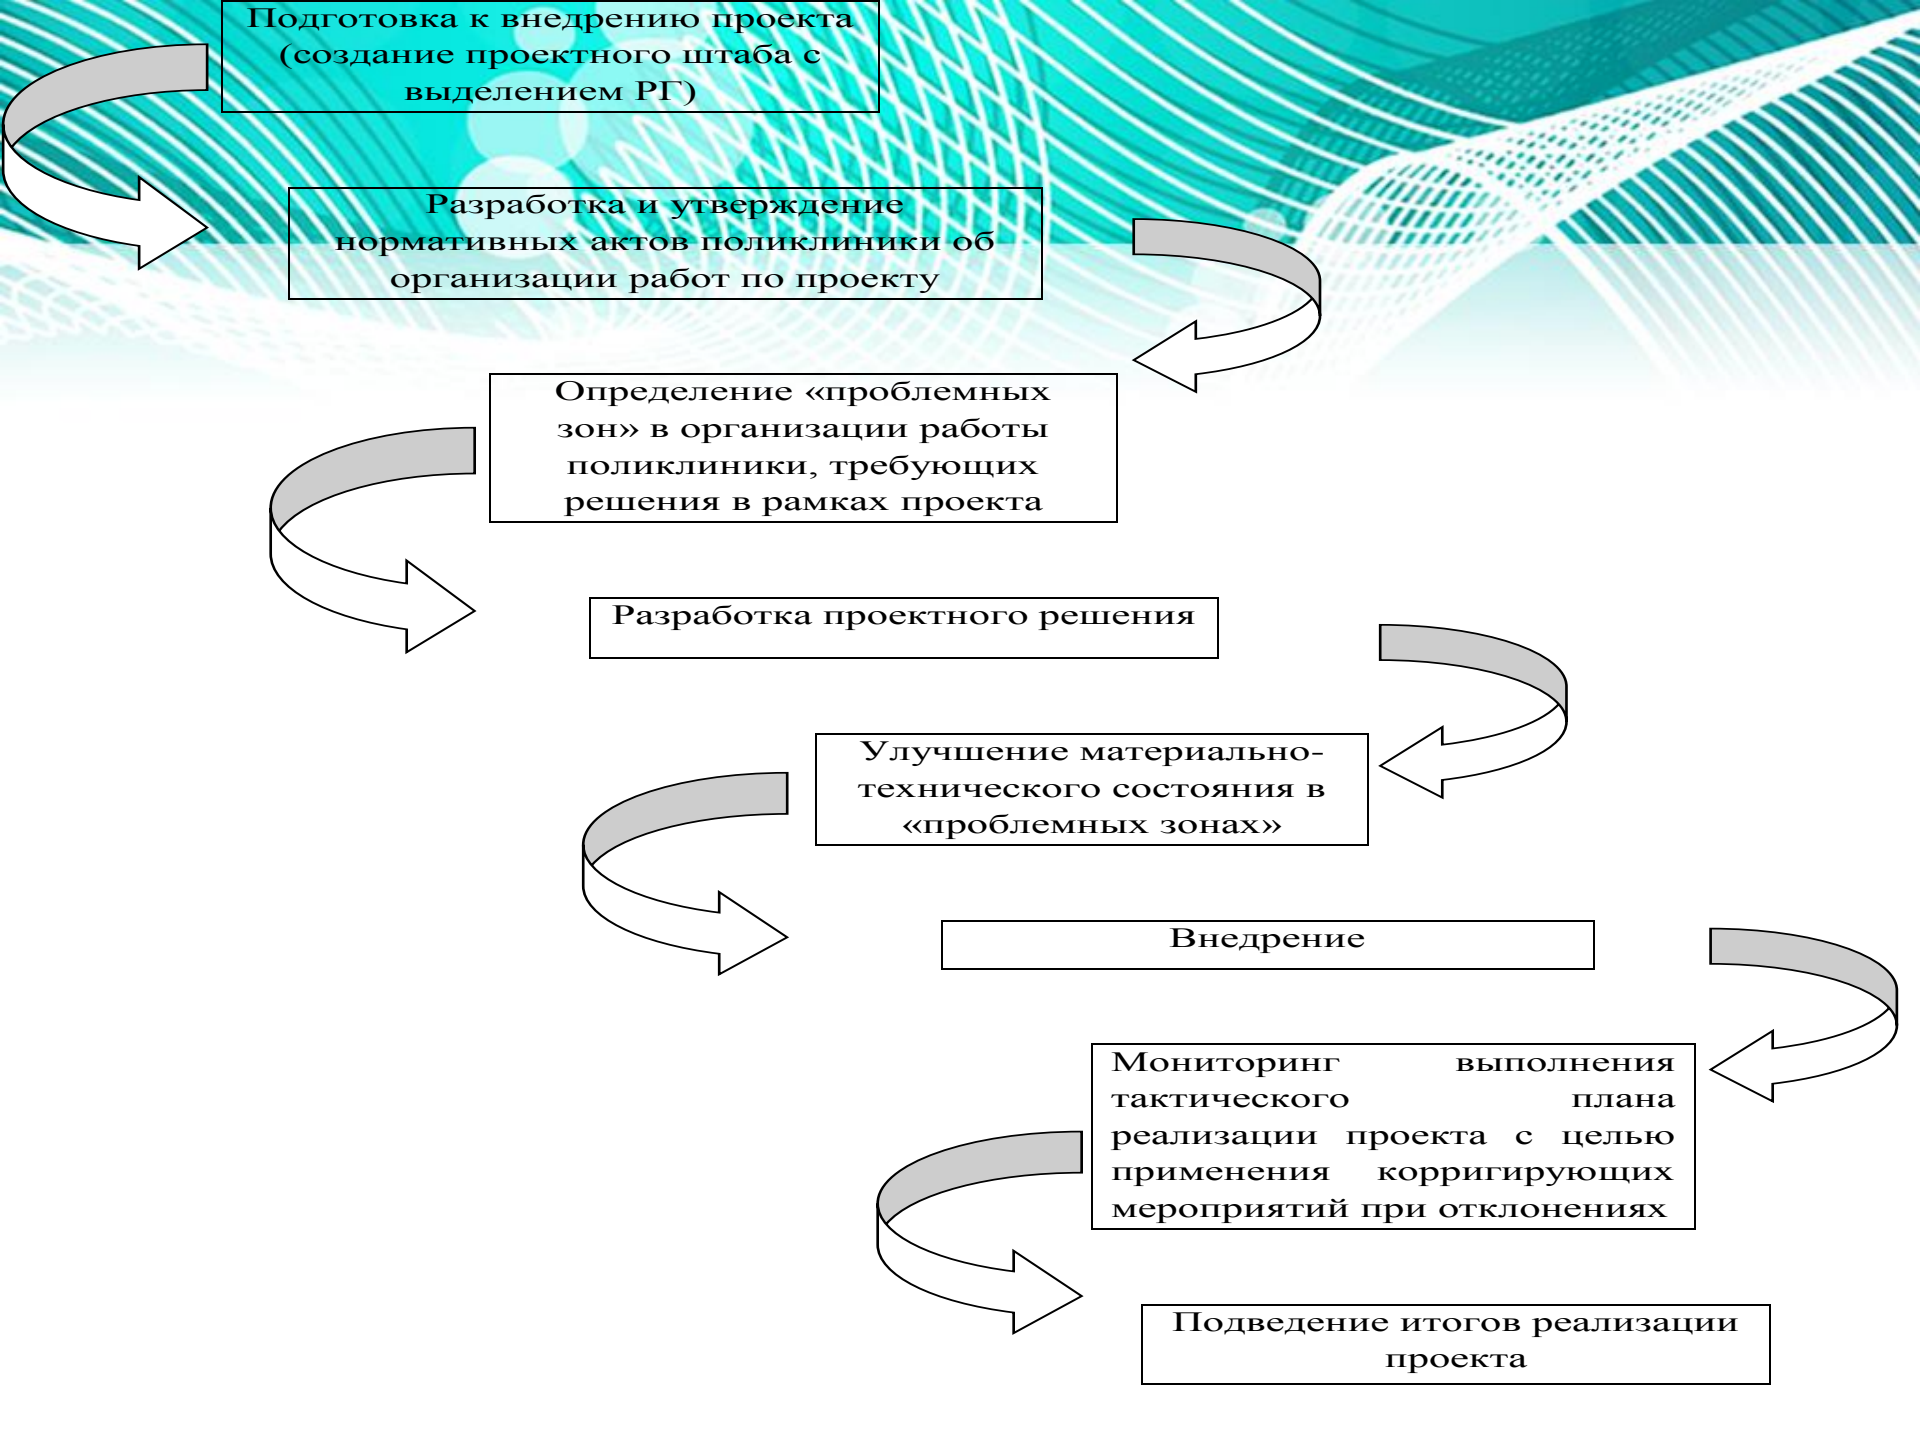 Подготовка к внедрению проекта
(создание проектного штаба с
выделением РГ)
Разработка и утверждение
нормативных актов поликлиники об
организации работ по проекту
Определение «проблемных
зон» в организации работы
поликлиники, требующих
решения в рамках проекта
Разработка проектного решения
Улучшение материально-
технического состояния в
«проблемных зонах»
Внедрение
Мониторинг выполнения
тактического плана
реализации проекта с целью
применения корригирующих
мероприятий при отклонениях
Подведение итогов реализации
проекта